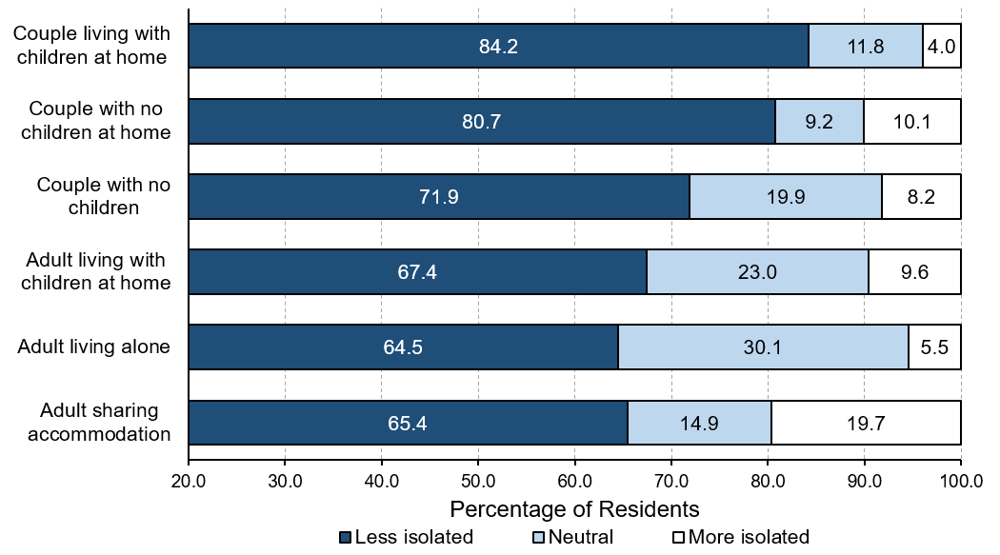 Couple living with
children at home
84.2
11.8
4.0
Couple with no
children at home
80.7
9.2
10.1
Couple with no
children
71.9
19.9
8.2
Adult living with
children at home
67.4
23.0
9.6
Adult living alone
64.5
30.1
5.5
Adult sharing
accommodation
65.4
14.9
19.7
20.0 30.0 40.0 50.0 60.0 70.0 80.0 90.0 100.0
Percentage of Residents
Less isolated Neutral More isolated